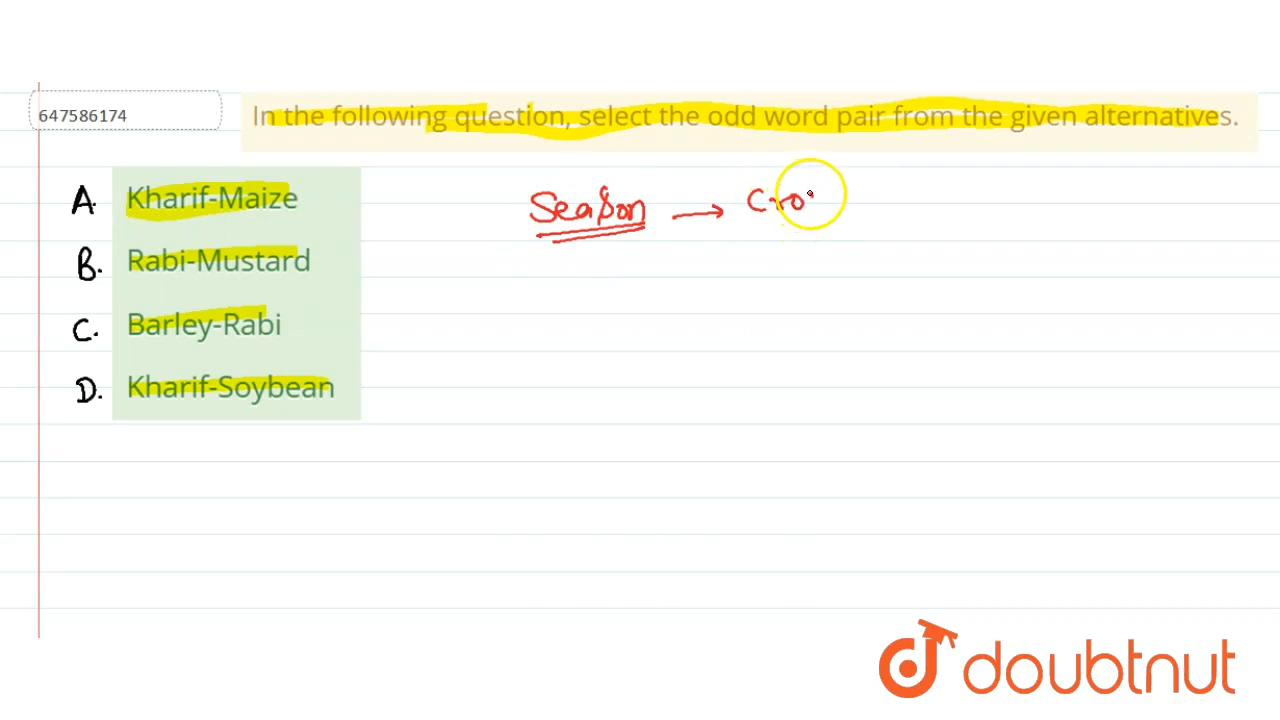 647586174
In the following question, select the odd word pair from the given alternatives.
A. Kharif-Maize
Season → Cro
B. Rabi-Mustard
C. Barley-Rabi
D. Kharif-Soybean
doubtnut